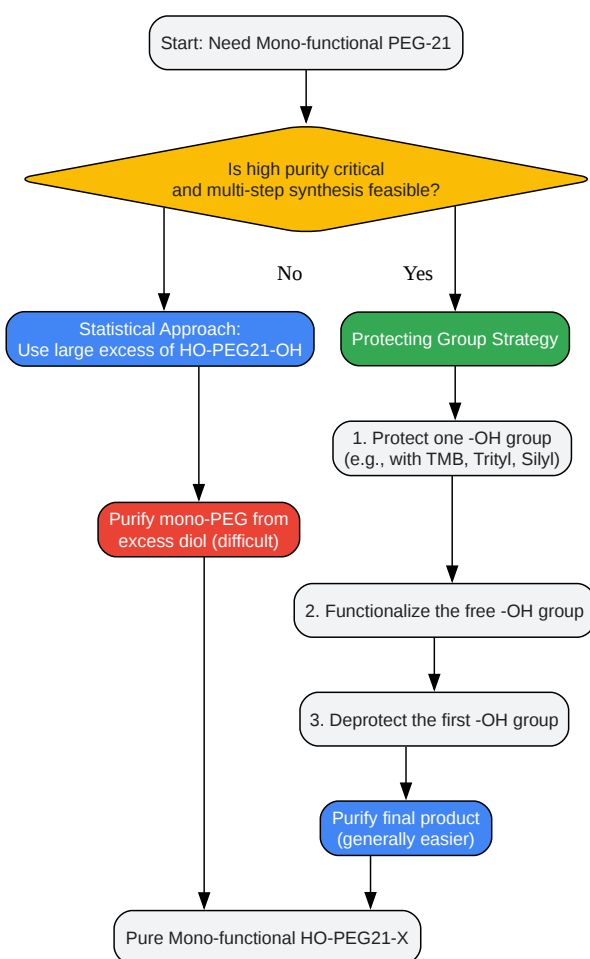 Start: Need Mono-functional PEG-21
Is high purity critical
and multi-step synthesis feasible?
No
Yes
Statistical Approach:
Use large excess of HO-PEG21-OH
Protecting Group Strategy
1. Protect one -OH group
(e.g., with TMB, Trityl, Silyl)
Purify mono-PEG from
excess diol (difficult)
2. Functionalize the free -OH group
3. Deprotect the first -OH group
Purify final product
(generally easier)
Pure Mono-functional HO-PEG21-X